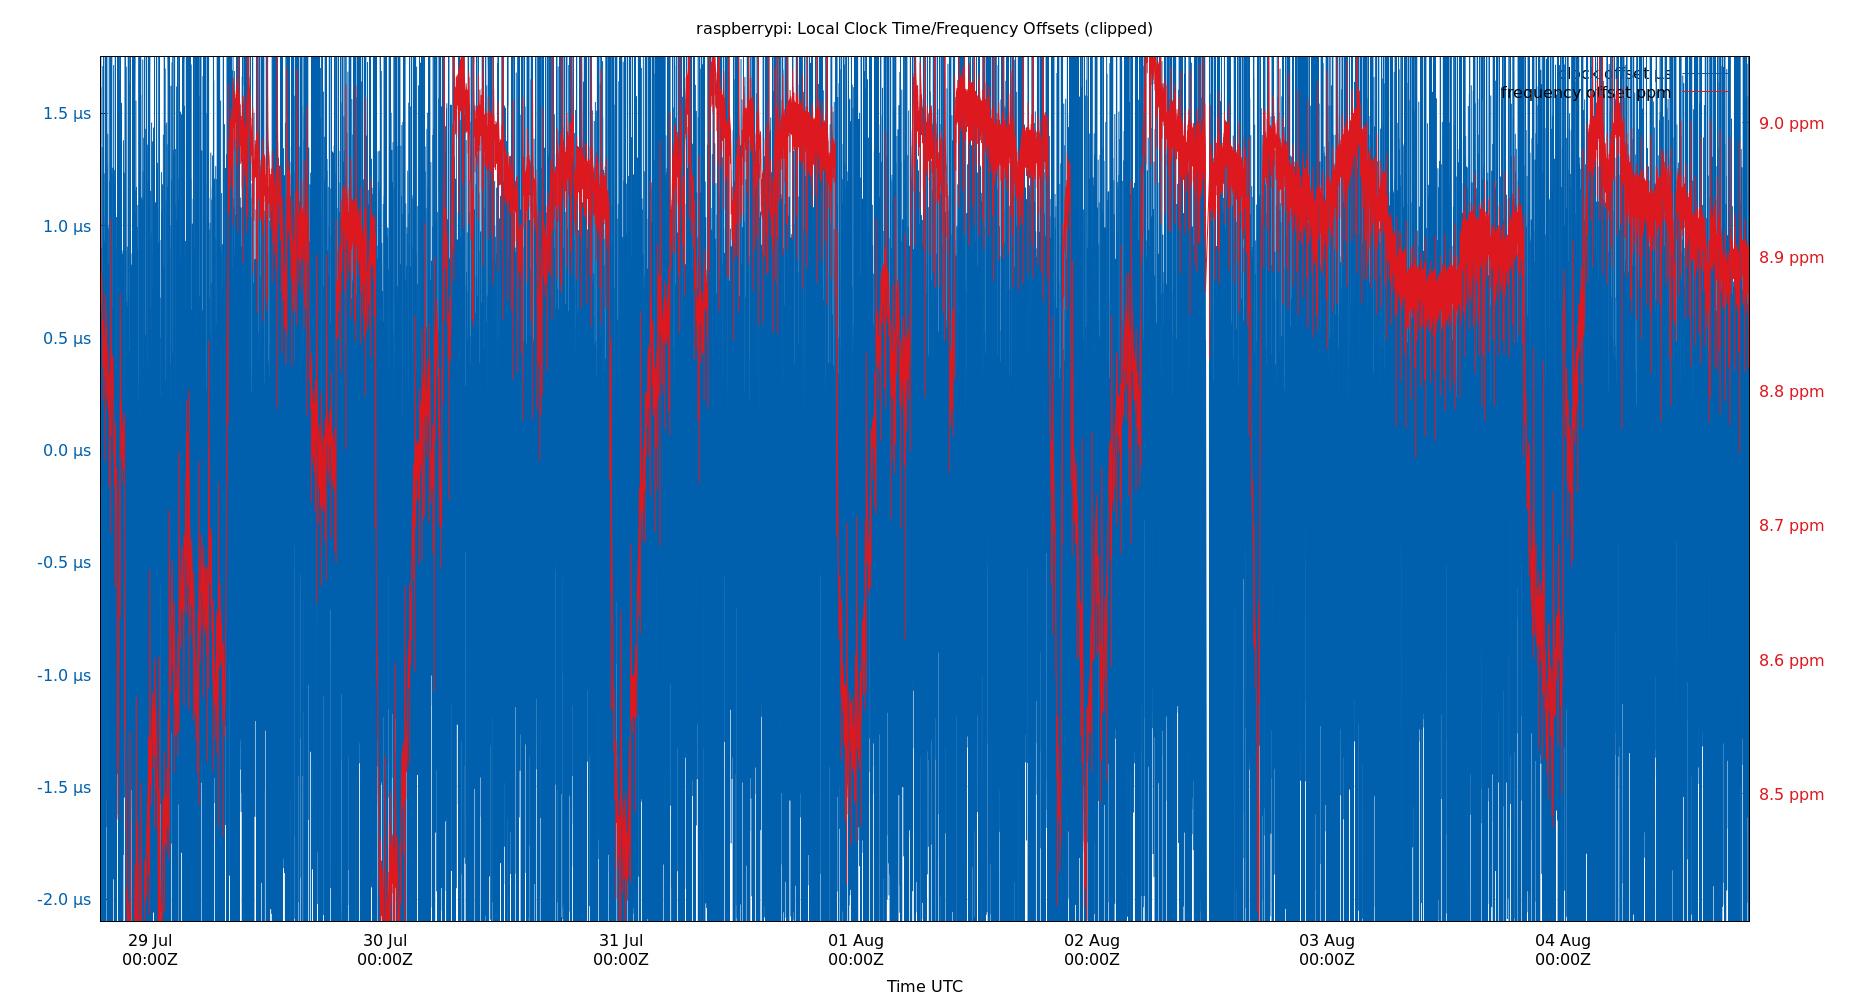 raspberrypi: Local Clock Time/Frequency Offsets (clipped)
clock offset µs
frequency offset ppm
1.5 µs
1.0 µs
0.5 µs
0.0 µs
-0.5 µs
-1.0 µs
-1.5 µs
-2.0 µs
9.0 ppm
8.9 ppm
8.8 ppm
8.7 ppm
8.6 ppm
8.5 ppm
29 Jul
00:00Z
30 Jul
00:00Z
31 Jul
00:00Z
01 Aug
00:00Z
02 Aug
00:00Z
03 Aug
00:00Z
04 Aug
00:00Z
Time UTC